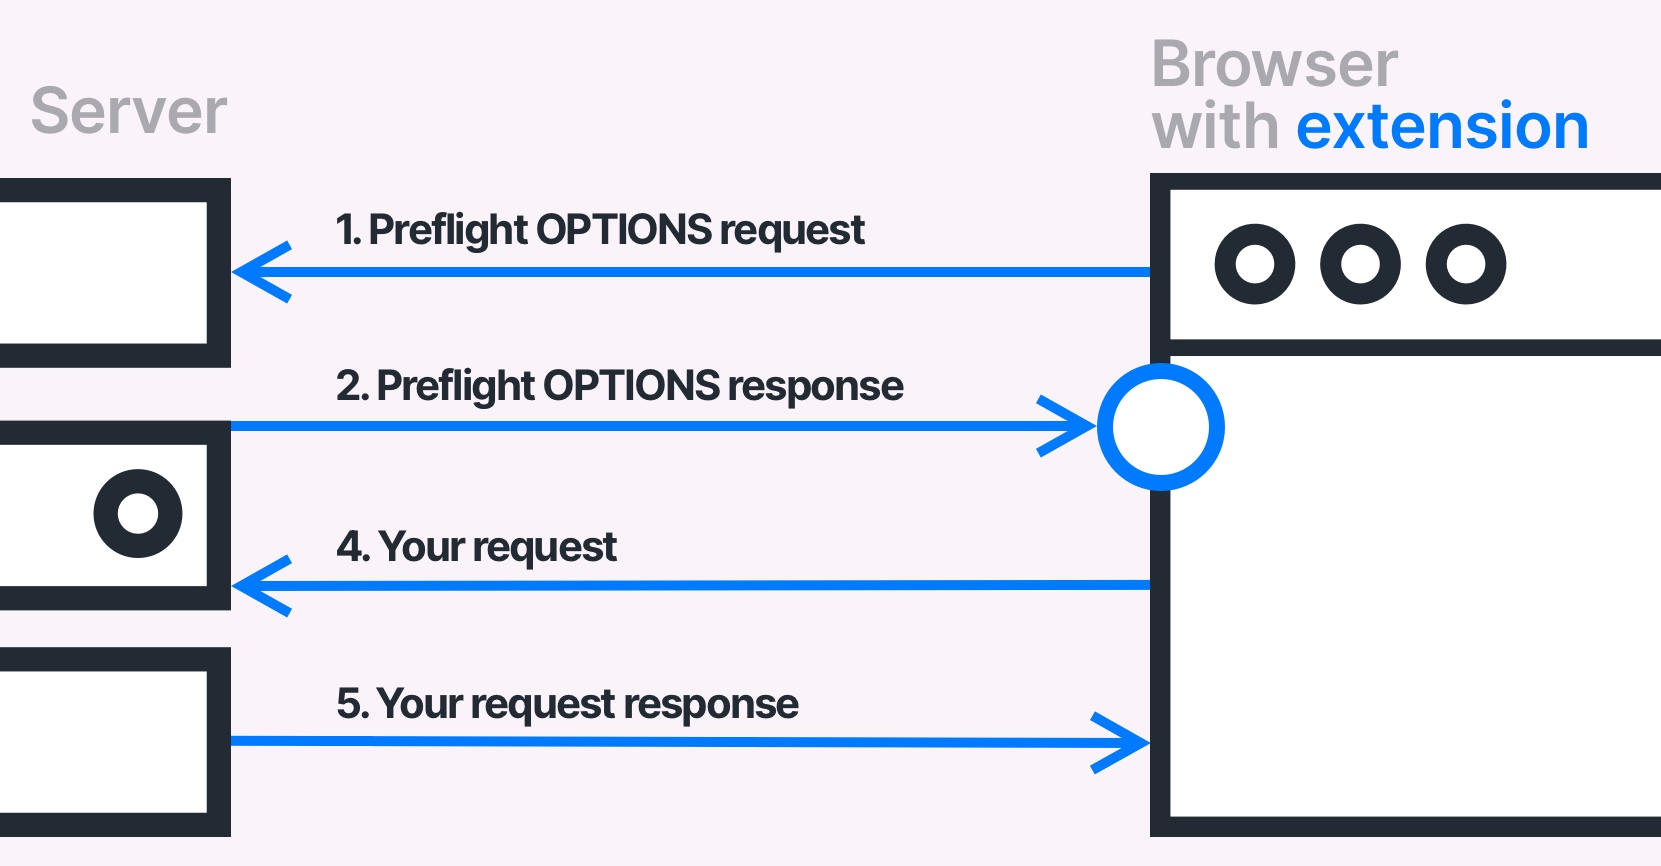 Server
Browser
with extension
1. Preflight OPTIONS request
2. Preflight OPTIONS response
4. Your request
5. Your request response